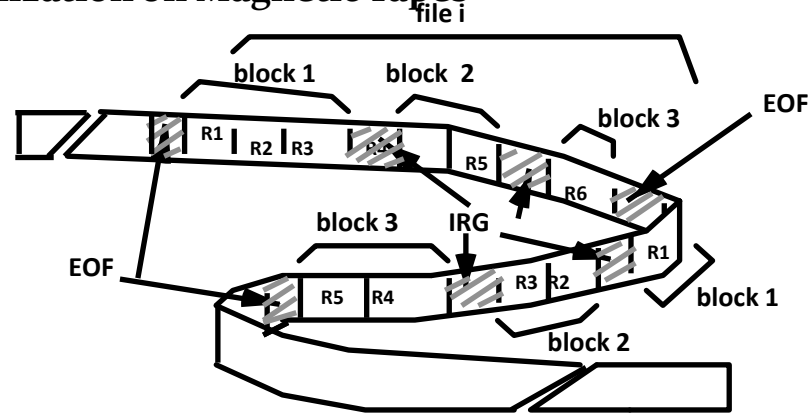 file i
block 1
block 2
block 3
EOF
R1
R2
R3
R5
R6
IRG
block 3
EOF
R1
R5
R4
R3
R2
block 1
block 2